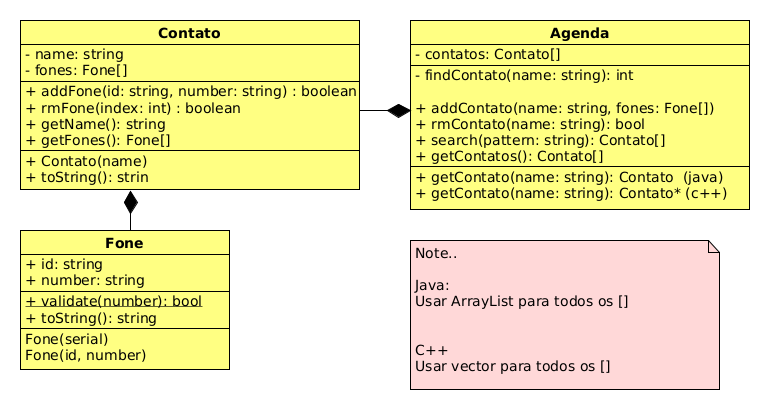 Contato
- name: string
- fones: Fone[]
+ addFone(id: string, number: string) : boolean
+ rmFone(index: int) : boolean
+ getName(): string
+ getFones(): Fone[]
+ Contato(name)
+ toString(): strin
Agenda
- contatos: Contato[]
- findContato(name: string): int
+ addContato(name: string, fones: Fone[])
+ rmContato(name: string): bool
+ search(pattern: string): Contato[]
+ getContatos(): Contato[]
+ getContato(name: string): Contato  (java)
+ getContato(name: string): Contato* (c++)
Fone
+ id: string
+ number: string
+ validate(number): bool
+ toString(): string
Fone(serial)
Fone(id, number)
Note..
Java:
Usar ArrayList para todos os []
C++
Usar vector para todos os []